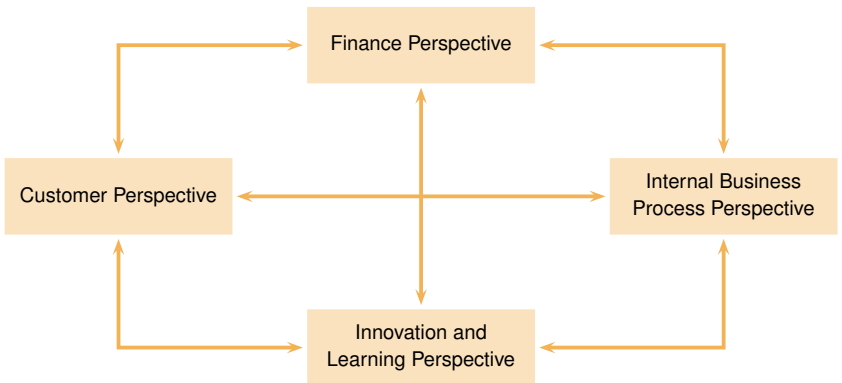 Finance Perspective
Customer Perspective
Internal Business
Process Perspective
Innovation and
Learning Perspective